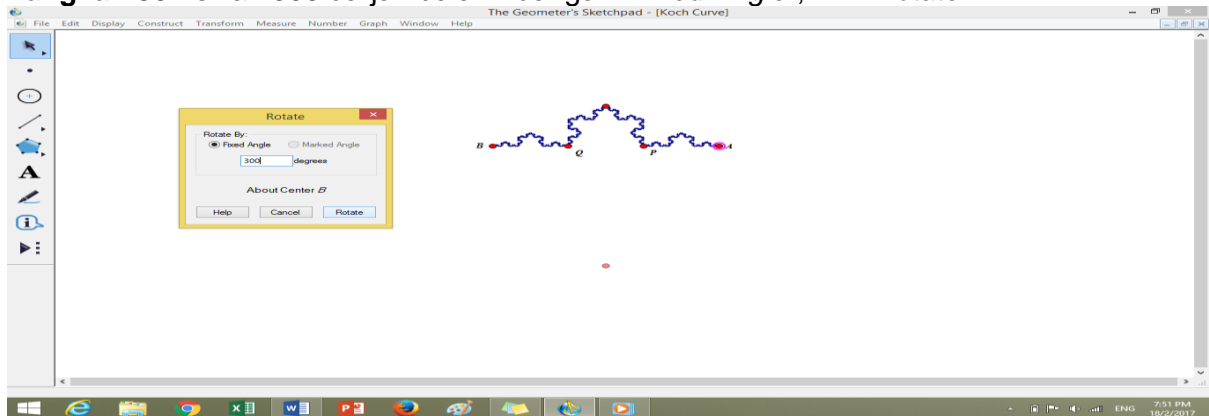 The Geometer's Sketchpad - [Koch Curve]
File Edit Display Construct Transform Measure Number Graph Window Help
Rotate
Rotate By:
Fixed Angle Marked Angle
300 degrees
About Center B
Help Cancel Rotate
B Q P A
A
ENG 7:51 PM
18/2/2017